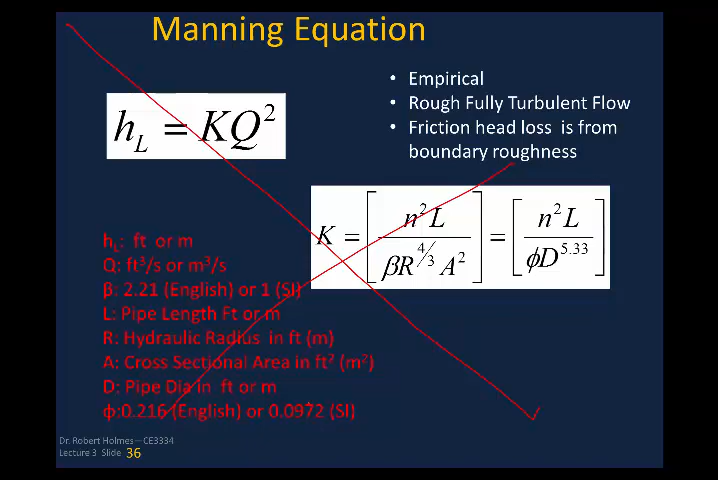 Manning Equation
• Empirical
• Rough Fully Turbulent Flow
• Friction head loss is from
boundary roughness
h_L = KQ²
K = [n²L / βR^(4/3) A²] = [n²L / ϕD^5.33]
h_L: ft or m
Q: ft³/s or m³/s
β: 2.21 (English) or 1 (SI)
L: Pipe Length Ft or m
R: Hydraulic Radius in ft (m)
A: Cross Sectional Area in ft² (m²)
D: Pipe Dia in ft or m
ϕ:0.216 (English) or 0.0972 (SI)
Dr. Robert Holmes—CE3334
Lecture 3 Slide 36